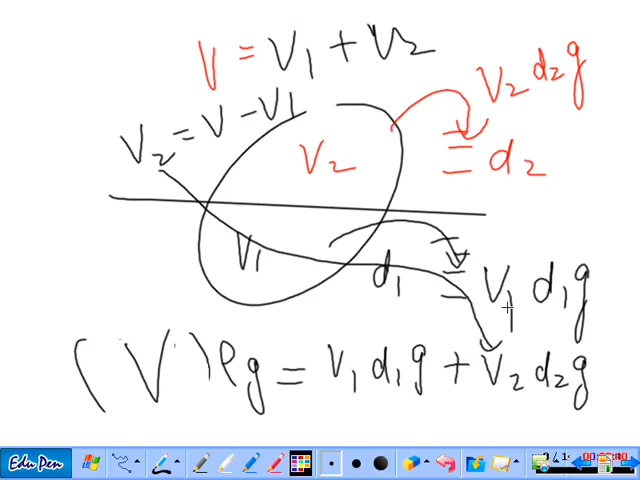 V = V1 + V2
V2 = V - V1
V2 d2 g
V2
d2
V1
d1
V1 d1 g
(V) ρg = V1 d1 g + V2 d2 g
Edu Pen